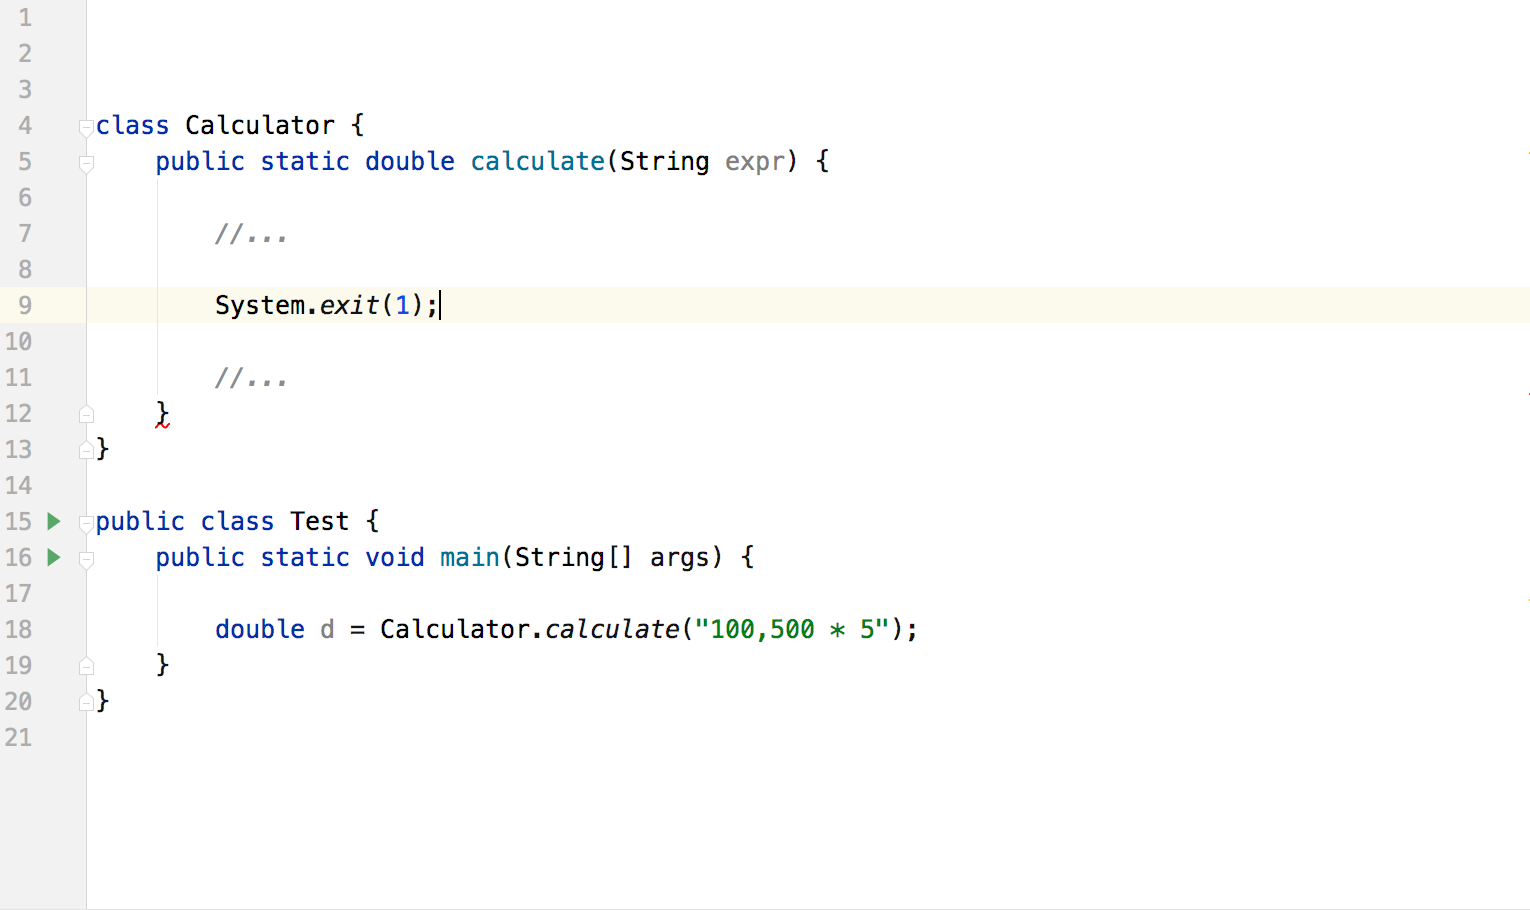 1
2
3
4 class Calculator {
5 public static double calculate(String expr) {
6
7 //...
8
9 System.exit(1);
10
11 //...
12 }
13 }
14
15 public class Test {
16 public static void main(String[] args) {
17
18 double d = Calculator.calculate("100,500 * 5");
19 }
20 }
21